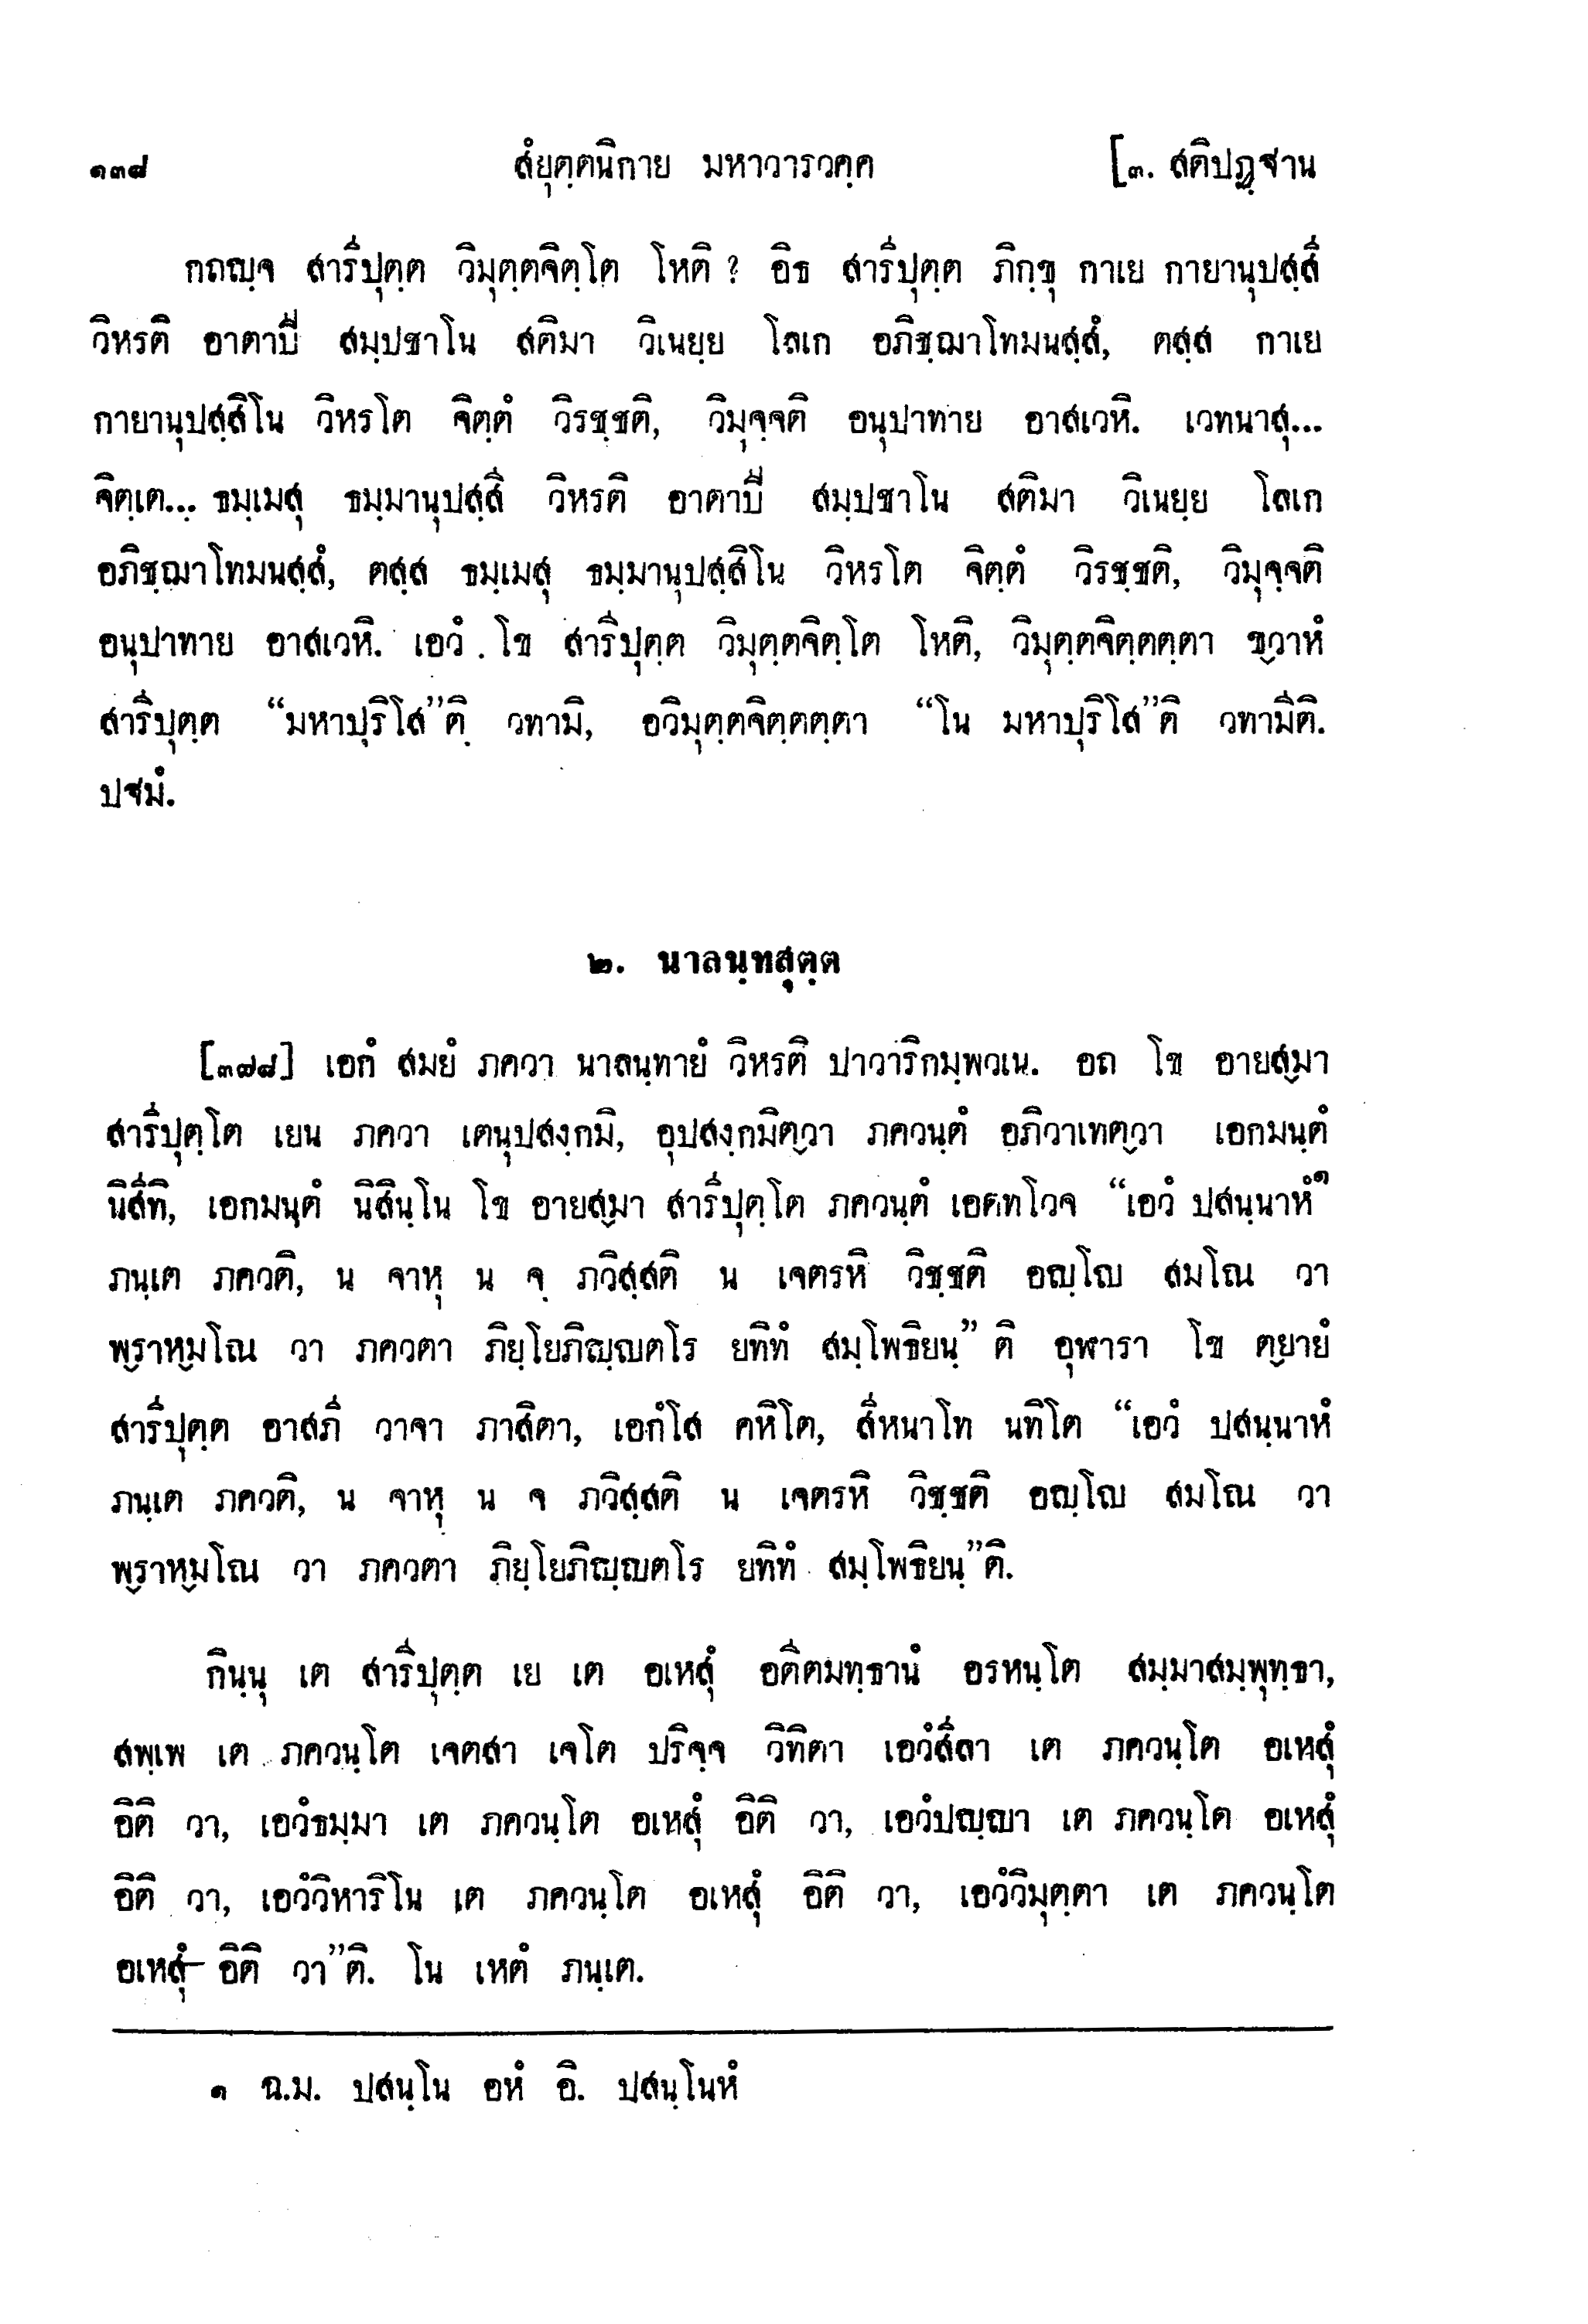 ๑๓๘ สํยุตฺตนิกาย มหาวารวคฺค [๓. สติปฏฺฐาน
กถญฺจ สารีปุตฺต วิมุตฺตจิตฺโต โหติ ? อิธ สารีปุตฺต ภิกฺขุ กาเย กายานุปสฺสี
วิหรติ อาตาปี สมฺปชาโน สติมา วิเนยฺย โลเก อภิชฺฌาโทมนสฺสํ, ตสฺส กาเย
กายานุปสฺสิโน วิหรโต จิตฺตํ วิรชฺชติ, วิมุจฺจติ อนุปาทาย อาสเวหิ. เวทนาสุ...
จิตฺเต... ธมฺเมสุ ธมฺมานุปสฺสี วิหรติ อาตาปี สมฺปชาโน สติมา วิเนยฺย โลเก
อภิชฺฌาโทมนสฺสํ, ตสฺส ธมฺเมสุ ธมฺมานุปสฺสิโน วิหรโต จิตฺตํ วิรชฺชติ, วิมุจฺจติ
อนุปาทาย อาสเวหิ. เอวํ โข สารีปุตฺต วิมุตฺตจิตฺโต โหติ, วิมุตฺตจิตฺตตฺตา ขฺวาหํ
สารีปุตฺต “มหาปุริโส”ติ วทามิ, อวิมุตฺตจิตฺตตฺตา “โน มหาปุริโส”ติ วทามีติ.
ปฐมํ.
๒. นาลนฺทสุตฺต
[๓๗๘] เอกํ สมยํ ภควา นาลนฺทายํ วิหรติ ปาวาริกมฺพวเน. อถ โข อายสฺมา
สารีปุตฺโต เยน ภควา เตนุปสงฺกมิ, อุปสงฺกมิตฺวา ภควนฺตํ อภิวาเทตฺวา เอกมนฺตํ
นิสีทิ, เอกมนฺตํ นิสินฺโน โข อายสฺมา สารีปุตฺโต ภควนฺตํ เอตทโวจ “เอวํ ปสนฺนาหํ๑
ภนฺเต ภควติ, น จาหุ น จ ภวิสฺสติ น เจตรหิ วิชฺชติ อญฺโญ สมโณ วา
พฺราหฺมโณ วา ภควตา ภิยฺโยภิญฺญตโร ยทิทํ สมฺโพธิยนฺ” ติ อุฬารา โข ตฺยายํ
สารีปุตฺต อาสภี วาจา ภาสิตา, เอกํโส คหิโต, สีหนาโท นทิโต “เอวํ ปสนฺนาหํ
ภนฺเต ภควติ, น จาหุ น จ ภวิสฺสติ น เจตรหิ วิชฺชติ อญฺโญ สมโณ วา
พฺราหฺมโณ วา ภควตา ภิยฺโยภิญฺญตโร ยทิทํ สมฺโพธิยนฺ”ติ.
กินฺนุ เต สารีปุตฺต เย เต อเหสุํ อตีตมทฺธานํ อรหนฺโต สมฺมาสมฺพุทฺธา,
สพฺเพ เต ภควนฺโต เจตสา เจโต ปริจฺจ วิทิตา เอวํสีลา เต ภควนฺโต อเหสุํ
อิติ วา, เอวํธมฺมา เต ภควนฺโต อเหสุํ อิติ วา, เอวํปญฺญา เต ภควนฺโต อเหสุํ
อิติ วา, เอวํวิหาริโน เต ภควนฺโต อเหสุํ อิติ วา, เอวํวิมุตฺตา เต ภควนฺโต
อเหสุํ อิติ วา”ติ. โน เหตํ ภนฺเต.
๑ ฉ.ม. ปสนฺโน อหํ อิ. ปสนฺโนหํ